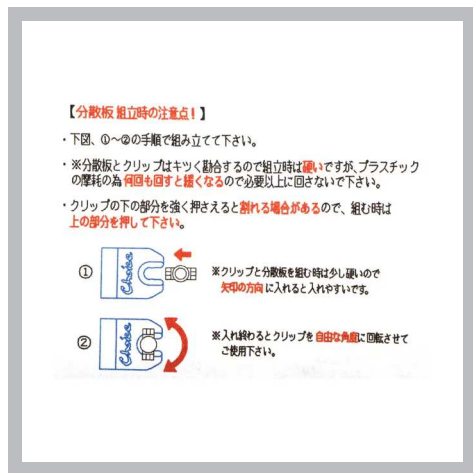 【分散板 組立時の注意点！】
・下図、①〜②の手順で組み立てて下さい。
・※分散板とクリップはキツく勘合するので組立時は硬いですが、プラスチック
の摩耗の為何回も回すと緩くなるので必要以上に回さないで下さい。
・クリップの下の部分を強く押さえると割れる場合があるので、組む時は
上の部分を押して下さい。
①
Choice
※クリップと分散板を組む時は少し硬いので
矢印の方向に入れると入れやすいです。
②
Choice
※入れ終わるとクリップを自由な角度に回転させて
ご使用下さい。